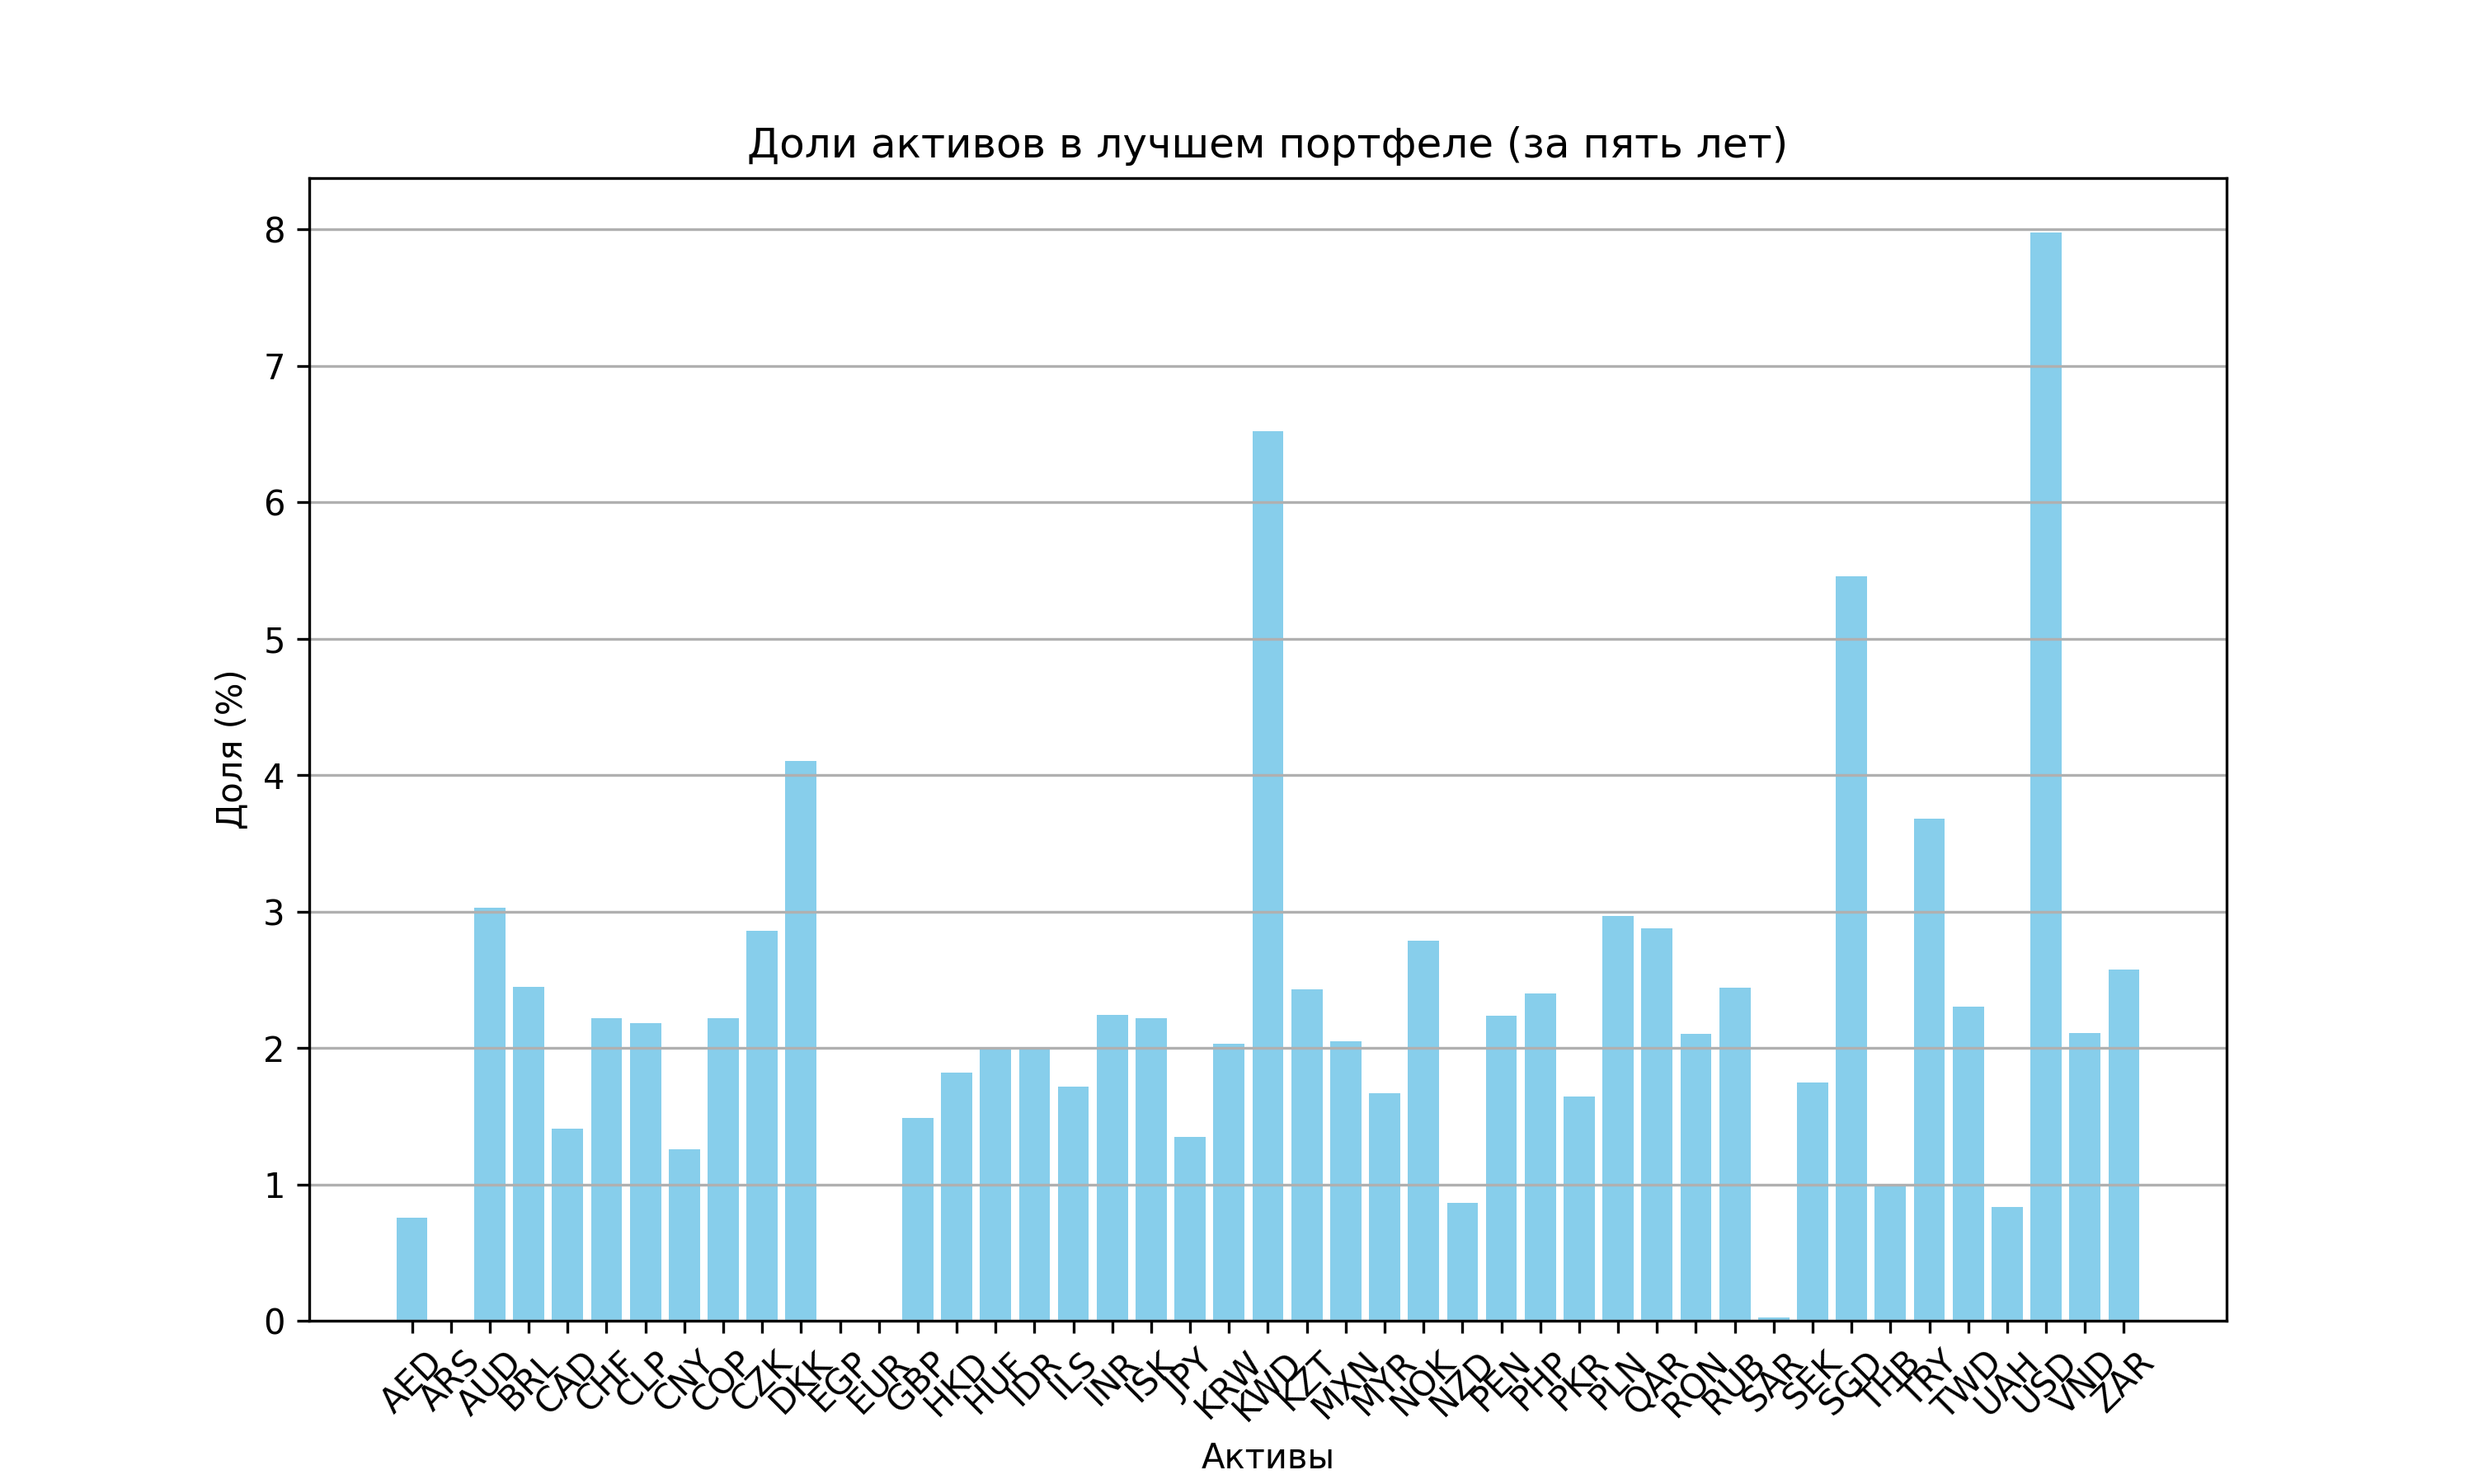 Доли активов в лучшем портфеле (за пять лет)
Доля (%)
8
7
6
5
4
3
2
1
0
AED
ARS
AUD
BRL
CAD
CHF
CLP
CNY
COP
CZK
DKK
EGP
EUR
GBP
HKD
HUF
IDR
ILS
INR
ISK
JPY
KRW
KWD
KZT
MXN
MYR
NOK
NZD
PEN
PHP
PKR
PLN
QAR
RON
RUB
SAR
SEK
SGD
THB
TRY
TWD
UAH
USD
VND
ZAR
Активы